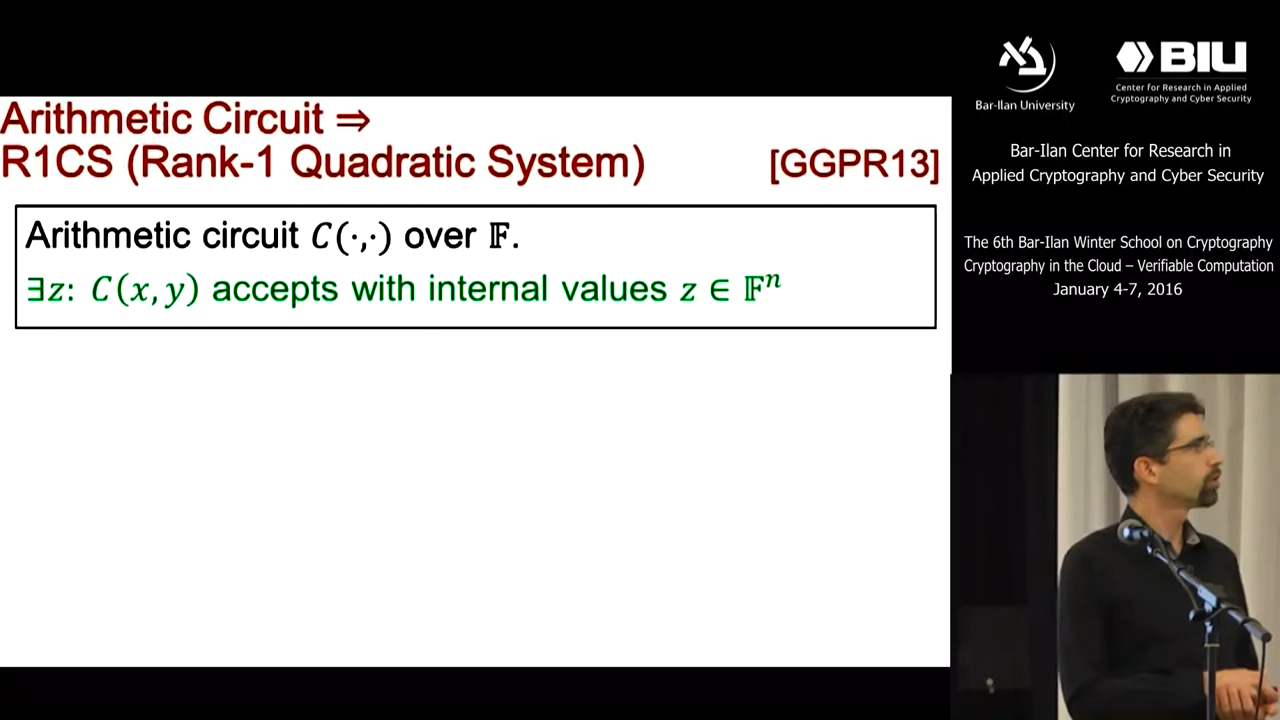 Arithmetic Circuit ⇒
R1CS (Rank-1 Quadratic System) [GGPR13]
Arithmetic circuit C(·,·) over 𝔽.
∃z: C(x, y) accepts with internal values z ∈ 𝔽ⁿ
Bar-Ilan University
BIU
Center for Research in Applied
Cryptography and Cyber Security
Bar-Ilan Center for Research in
Applied Cryptography and Cyber Security
The 6th Bar-Ilan Winter School on Cryptography
Cryptography in the Cloud – Verifiable Computation
January 4-7, 2016